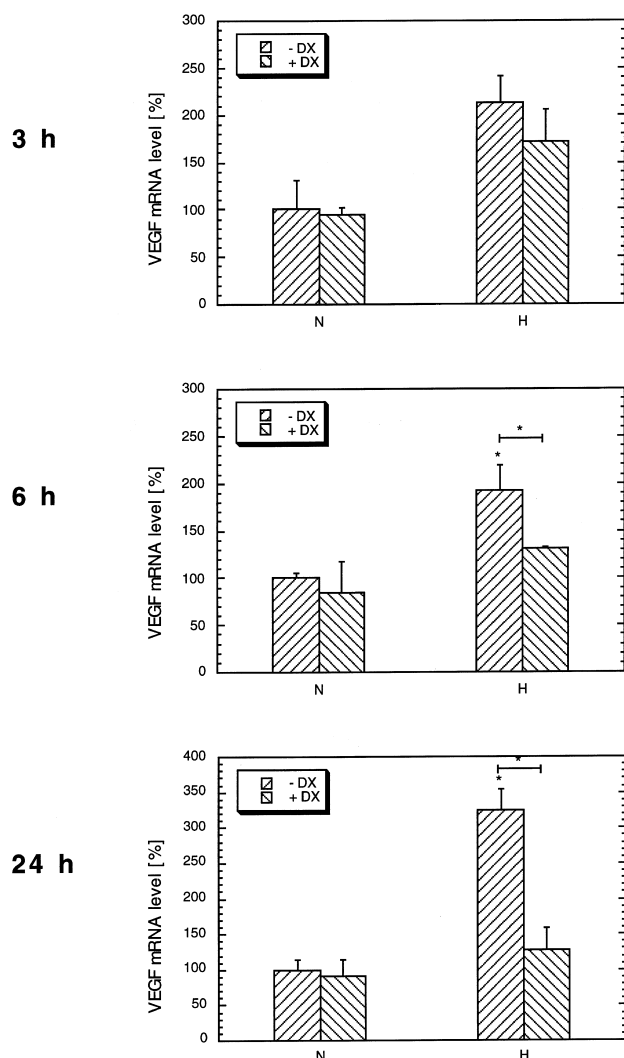 3 h
VEGF mRNA level [%]
300
250
200
150
100
50
0
- DX
+ DX
N
H
6 h
VEGF mRNA level [%]
300
250
200
150
100
50
0
- DX
+ DX
*
*
N
H
24 h
VEGF mRNA level [%]
400
350
300
250
200
150
100
50
0
- DX
+ DX
*
*
N
H